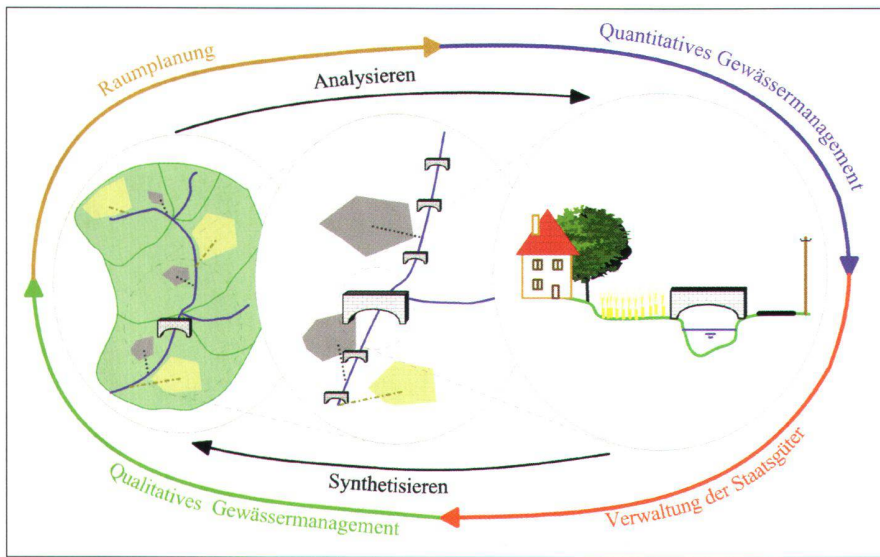 Raumplanung
Quantitatives Gewässermanagement
Analysieren
Synthetisieren
Qualitatives Gewässermanagement
Verwaltung der Staatsgüter